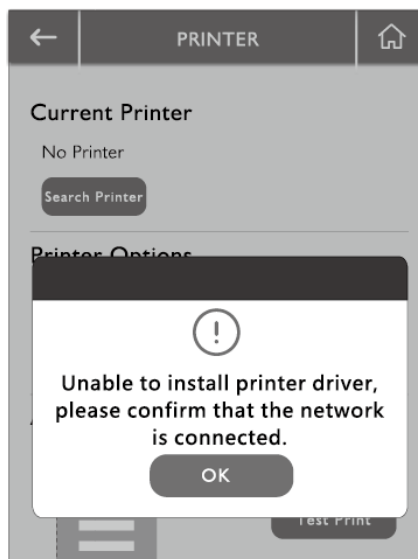 PRINTER
Current Printer
No Printer
Search Printer
Printer Options
Unable to install printer driver,
please confirm that the network
is connected.
OK
Test Print